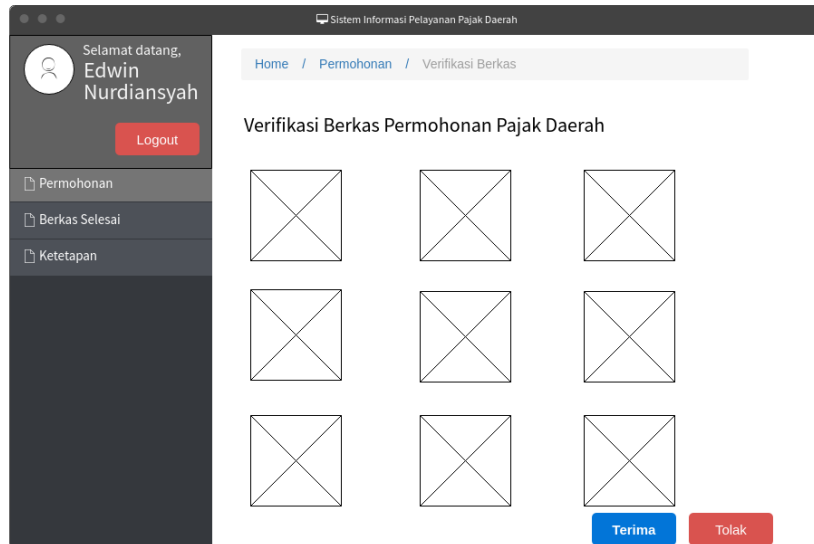 Sistem Informasi Pelayanan Pajak Daerah
Selamat datang,
Edwin
Nurdiansyah
Logout
Permohonan
Berkas Selesai
Ketetapan
Home / Permohonan / Verifikasi Berkas
Verifikasi Berkas Permohonan Pajak Daerah
Terima Tolak